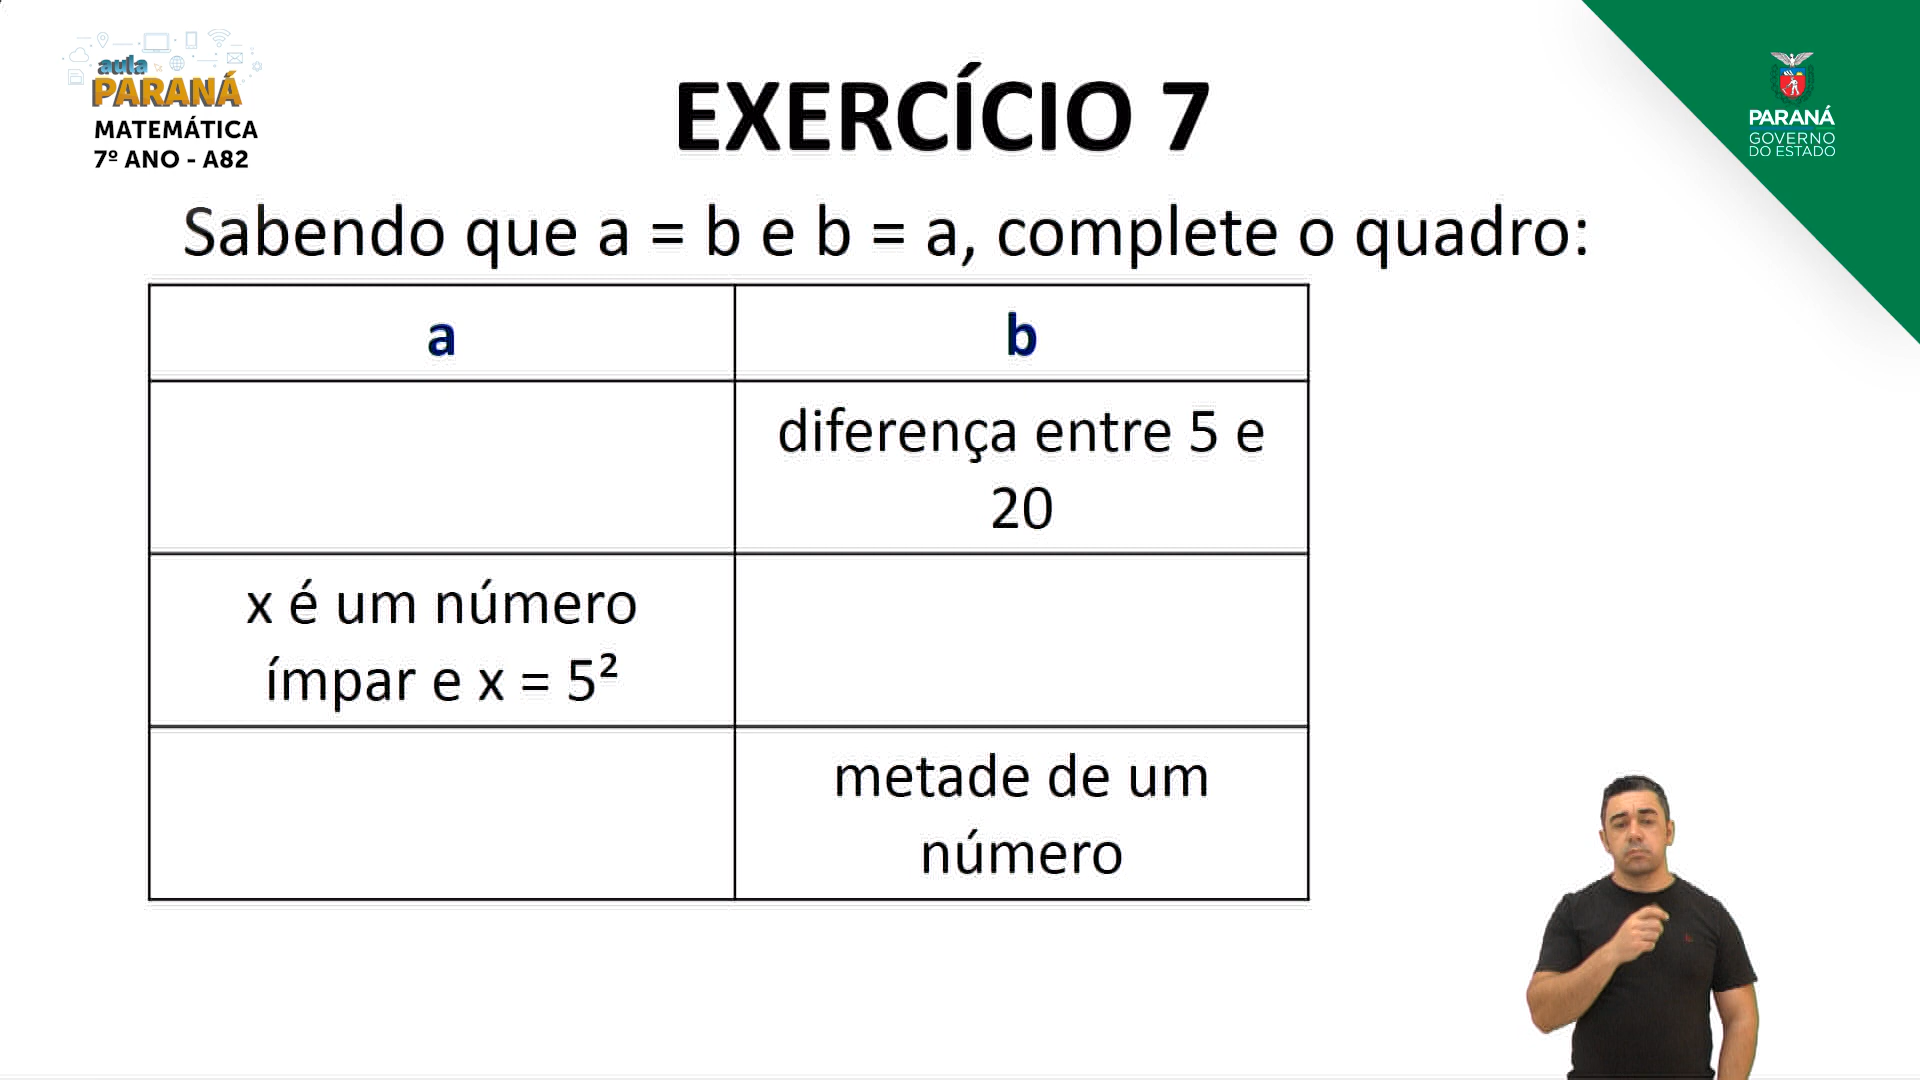 aula
PARANÁ
MATEMÁTICA
7º ANO - A82
EXERCÍCIO 7
PARANÁ
GOVERNO
DO ESTADO
Sabendo que a = b e b = a, complete o quadro:
a
b
diferença entre 5 e
20
x é um número
ímpar e x = 5²
metade de um
número